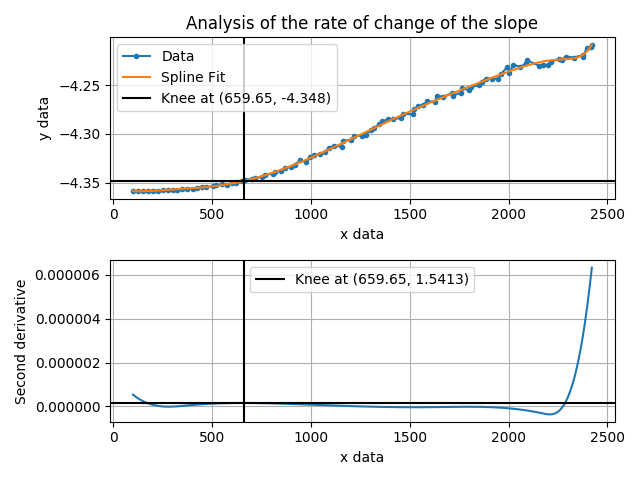 Analysis of the rate of change of the slope
Data
Spline Fit
Knee at (659.65, -4.348)
y data
−4.25
−4.30
−4.35
0 500 1000 1500 2000 2500
x data
Knee at (659.65, 1.5413)
Second derivative
0.000006
0.000004
0.000002
0.000000
0 500 1000 1500 2000 2500
x data